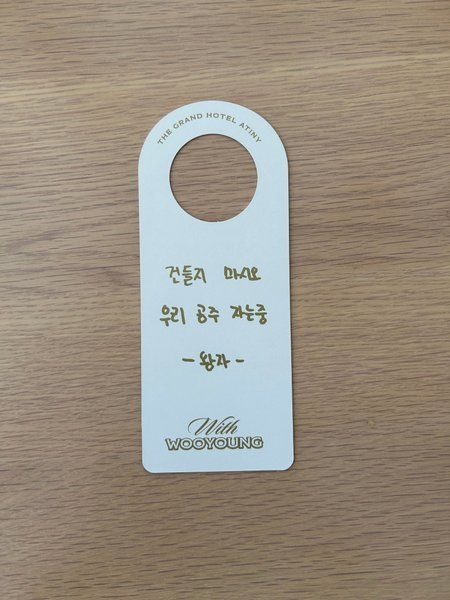 THE GRAND HOTEL ATINY
건들지 마시오
우리 공주 자는중
- 왕자 -
With
WOOYOUNG